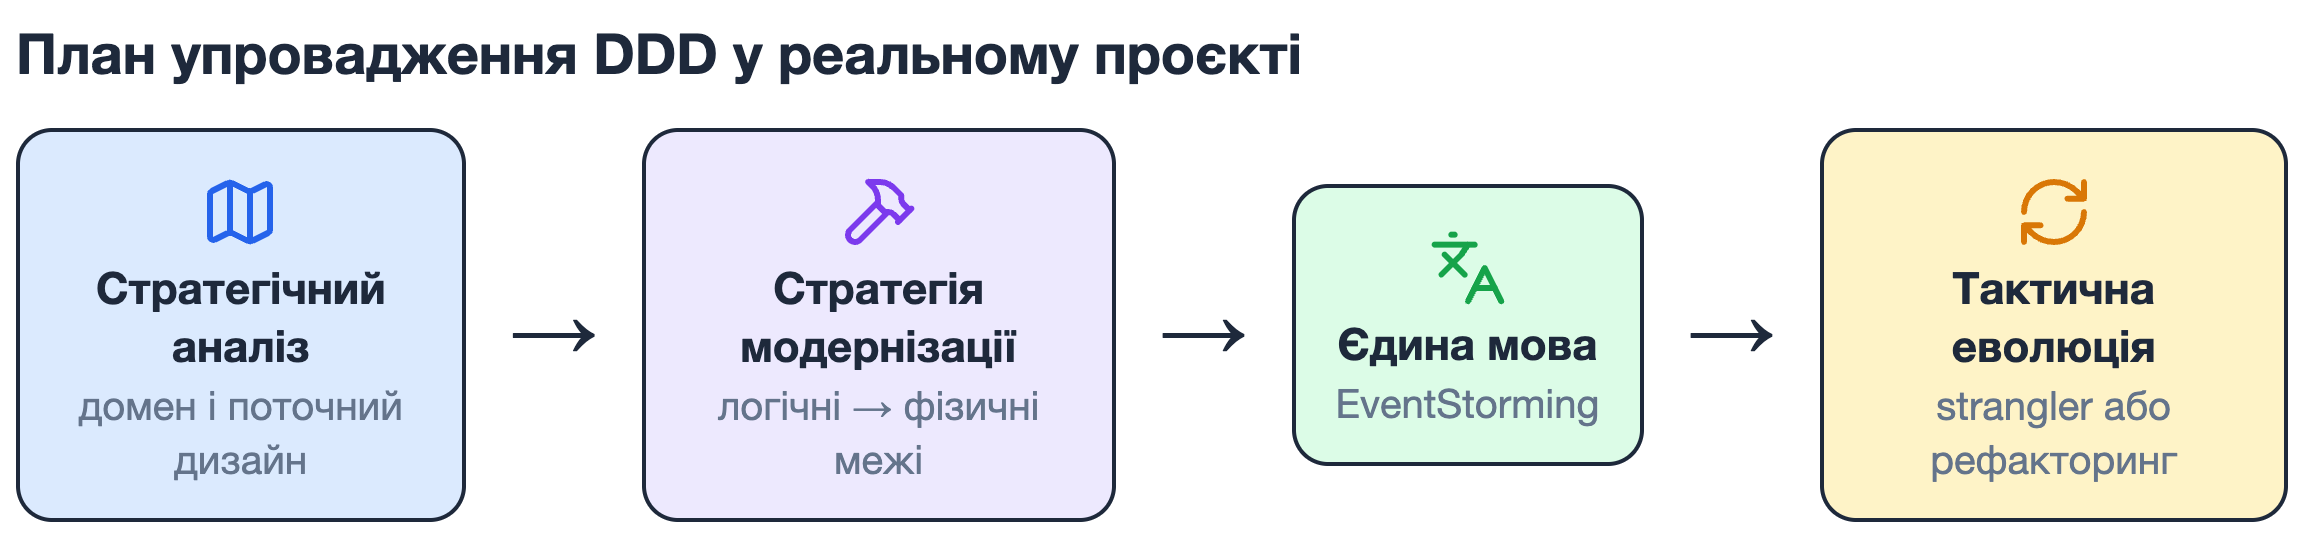 План упровадження DDD у реальному проєкті
Стратегічний
аналіз
домен і поточний
дизайн
→
Стратегія
модернізації
логічні → фізичні
межі
→
Єдина мова
EventStorming
→
Тактична
еволюція
strangler або
рефакторинг